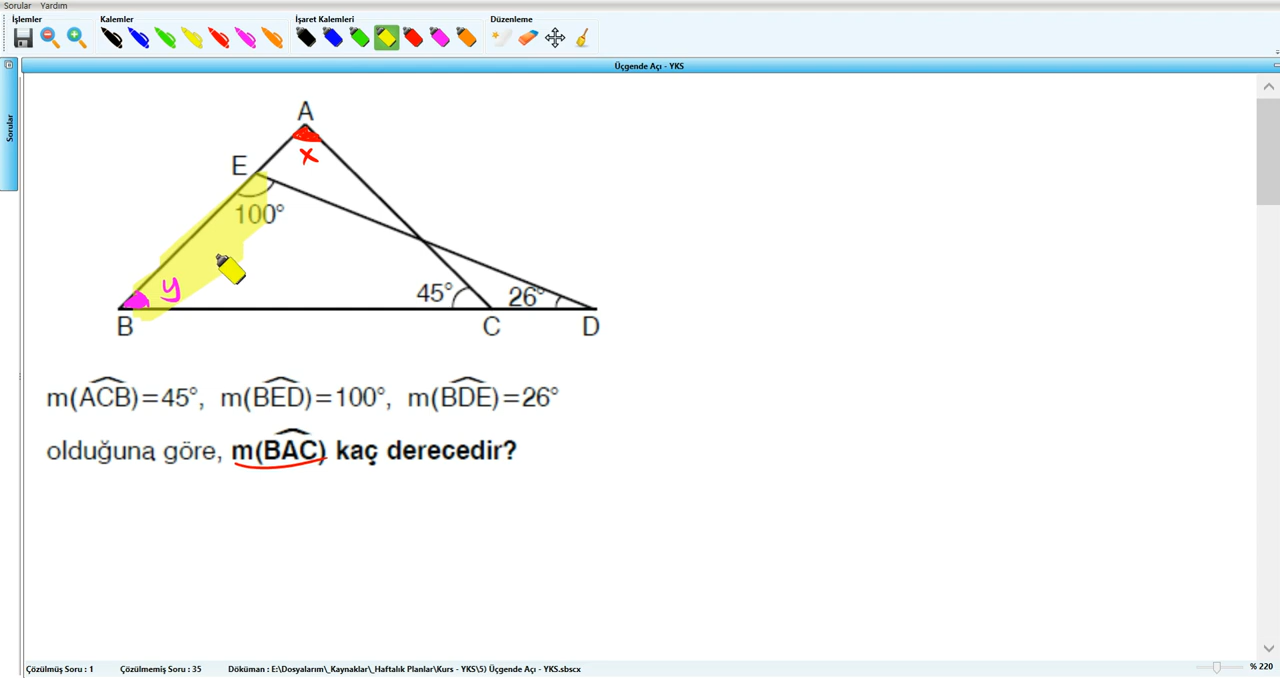 Sorular Yardım
İşlemler Kalemler İşaret Kalemleri Düzenleme
Üçgende Açı - YKS
Sorular
A
x
E
100°
y
45° 26°
B C D
m(ACB)=45°, m(BED)=100°, m(BDE)=26°
olduğuna göre, m(BAC) kaç derecedir?
Çözülmüş Soru : 1 Çözülmemiş Soru : 35 Döküman : E:\Dosyalarım\_Kaynaklar\_Haftalık Planlar\Kurs - YKS\5) Üçgende Açı - YKS.sbscx % 220